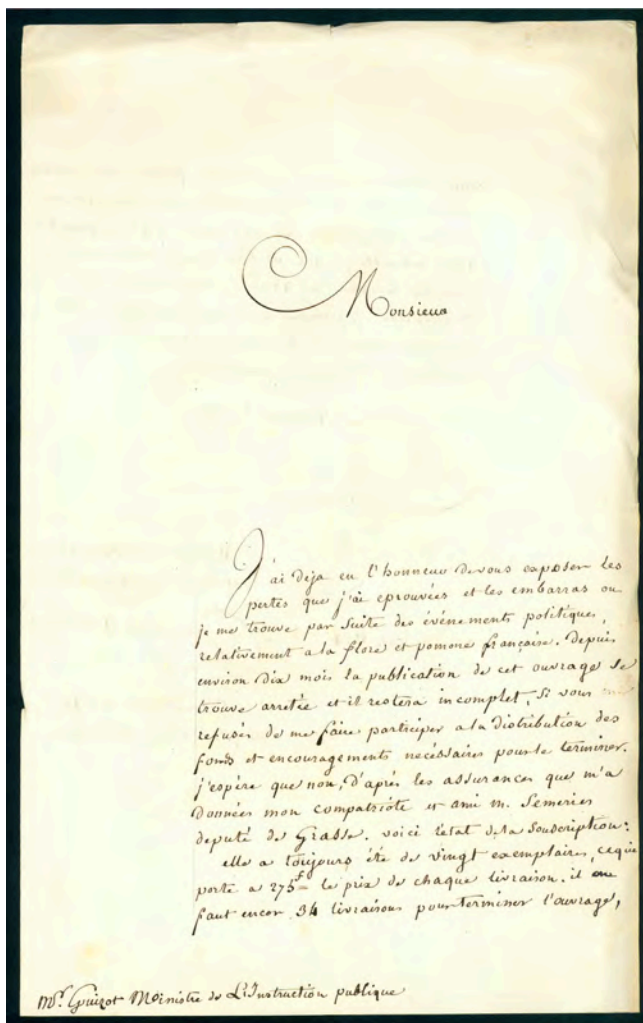 Monsieur
J'ai deja eu l'honneur de vous exposer les
pertes que j'ai eprouvées et les embarras ou
je me trouve par suite des événements politiques,
relativement a la flore et pomone française. Depuis
environ dix mois la publication de cet ouvrage se
trouve arretée et il restera incomplet, si vous
refusés de me faire participer a la distribution des
fonds et encouragements necéssaires pour le terminer.
j'espère que non, d'après les assurances que m'a
données mon compatriote et ami m. Semeries
deputé de Grasse. voici l'état de la Souscription:
elle a toujours été de vingt exemplaires, ce qui
porte a 275f= le prix de chaque livraison. il me
faut encor 34 livraisons pour terminer l'ouvrage,
Mr. Guizot Ministre de L'Instruction publique